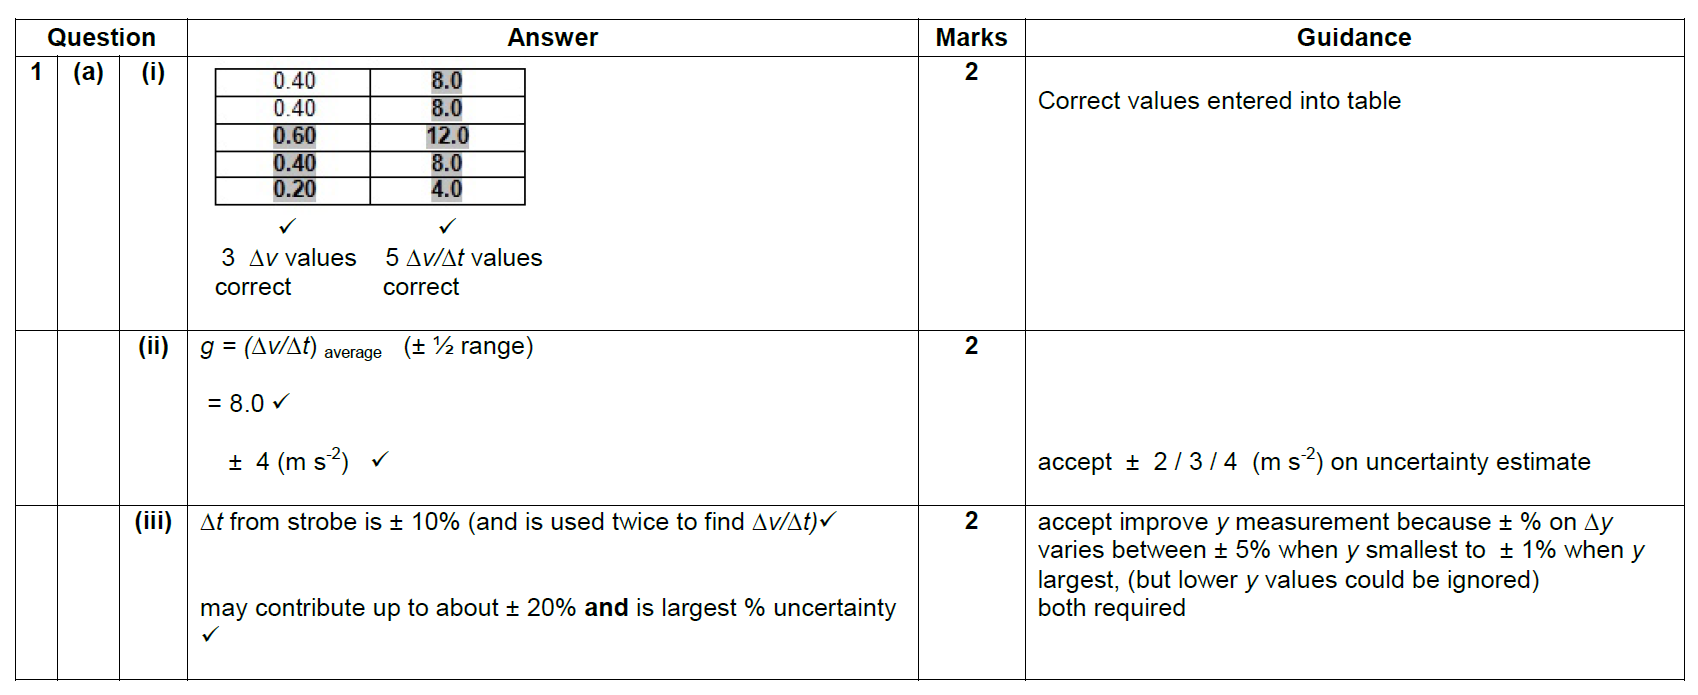 Question Answer Marks Guidance
1 (a) (i) 2
0.40 8.0
0.40 8.0
0.60 12.0
0.40 8.0
0.20 4.0
✓ ✓
3 Δv values 5 Δv/Δt values
correct correct
Correct values entered into table
(ii) g = (Δv/Δt) average (± ½ range) 2
= 8.0 ✓
± 4 (m s-2) ✓
accept ± 2 / 3 / 4 (m s-2) on uncertainty estimate
(iii) Δt from strobe is ± 10% (and is used twice to find Δv/Δt)✓ 2
may contribute up to about ± 20% and is largest % uncertainty
✓
accept improve y measurement because ± % on Δy
varies between ± 5% when y smallest to ± 1% when y
largest, (but lower y values could be ignored)
both required